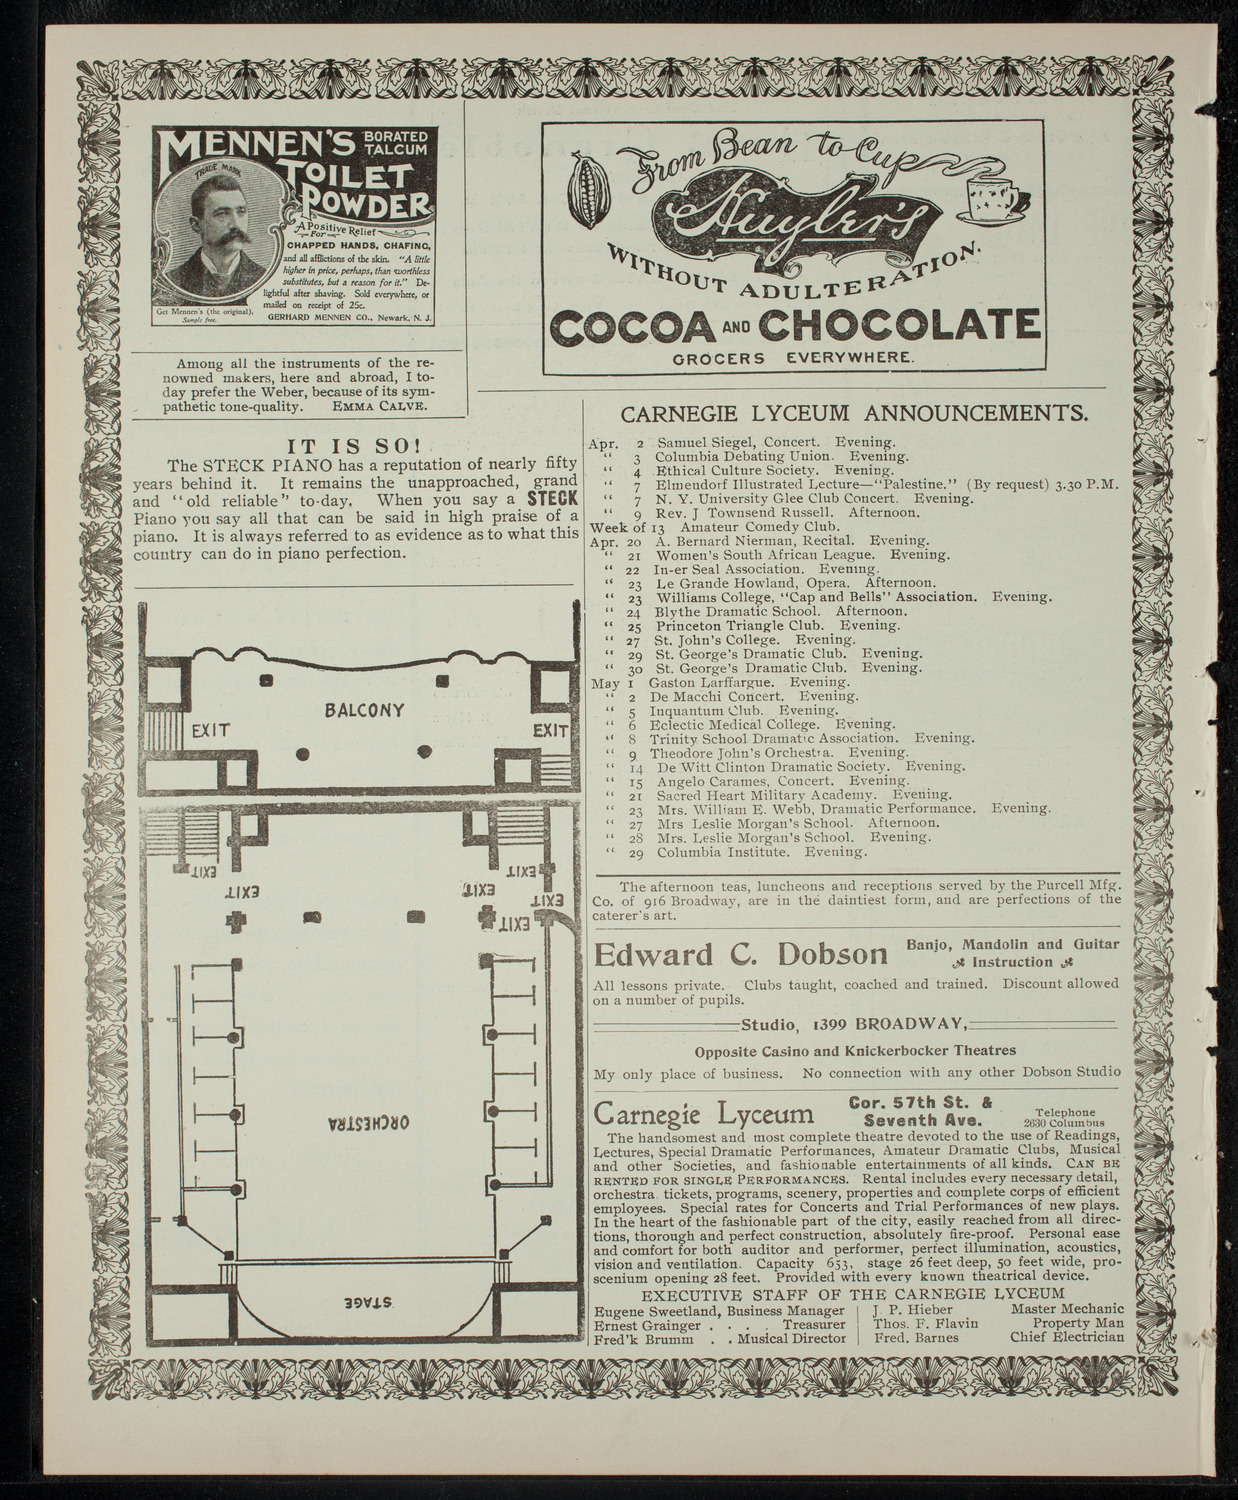 MENNEN'S BORATED TALCUM
TRADE MARK
TOILET
POWDER
A Positive Relief
For
CHAPPED HANDS, CHAFING,
and all afflictions of the skin. "A little
higher in price, perhaps, than worthless
substitutes, but a reason for it." De-
lightful after shaving. Sold everywhere, or
mailed on receipt of 25c.
Get Mennen's (the original).
Sample free.
GERHARD MENNEN CO., Newark, N. J.
From Bean to Cup
Huyler's
WITHOUT ADULTERATION.
COCOA AND CHOCOLATE
GROCERS EVERYWHERE.
Among all the instruments of the re-
nowned makers, here and abroad, I to-
day prefer the Weber, because of its sym-
pathetic tone-quality. EMMA CALVE.
IT IS SO!
The STECK PIANO has a reputation of nearly fifty
years behind it. It remains the unapproached, grand
and "old reliable" to-day. When you say a STECK
Piano you say all that can be said in high praise of a
piano. It is always referred to as evidence as to what this
country can do in piano perfection.
BALCONY
EXIT
EXIT
EXIT
EXIT
EXIT
EXIT
EXIT
EXIT
ORCHESTRA
STAGE
CARNEGIE LYCEUM ANNOUNCEMENTS.
Apr. 2 Samuel Siegel, Concert. Evening.
" 3 Columbia Debating Union. Evening.
" 4 Ethical Culture Society. Evening.
" 7 Elmendorf Illustrated Lecture—"Palestine." (By request) 3.30 P.M.
" 7 N. Y. University Glee Club Concert. Evening.
" 9 Rev. J Townsend Russell. Afternoon.
Week of 13 Amateur Comedy Club.
Apr. 20 A. Bernard Nierman, Recital. Evening.
" 21 Women's South African League. Evening.
" 22 In-er Seal Association. Evening.
" 23 Le Grande Howland, Opera. Afternoon.
" 23 Williams College, "Cap and Bells" Association. Evening.
" 24 Blythe Dramatic School. Afternoon.
" 25 Princeton Triangle Club. Evening.
" 27 St. John's College. Evening.
" 29 St. George's Dramatic Club. Evening.
" 30 St. George's Dramatic Club. Evening.
May 1 Gaston Larffargue. Evening.
" 2 De Macchi Concert. Evening.
" 5 Inquantum Club. Evening.
" 6 Eclectic Medical College. Evening.
" 8 Trinity School Dramatic Association. Evening.
" 9 Theodore John's Orchestra. Evening.
" 14 De Witt Clinton Dramatic Society. Evening.
" 15 Angelo Carames, Concert. Evening.
" 21 Sacred Heart Military Academy. Evening.
" 23 Mrs. William E. Webb, Dramatic Performance. Evening.
" 27 Mrs Leslie Morgan's School. Afternoon.
" 28 Mrs. Leslie Morgan's School. Evening.
" 29 Columbia Institute. Evening.
The afternoon teas, luncheons and receptions served by the Purcell Mfg.
Co. of 916 Broadway, are in the daintiest form, and are perfections of the
caterer's art.
Edward C. Dobson Banjo, Mandolin and Guitar
Instruction
All lessons private. Clubs taught, coached and trained. Discount allowed
on a number of pupils.
Studio, 1399 BROADWAY,
Opposite Casino and Knickerbocker Theatres
My only place of business. No connection with any other Dobson Studio
Carnegie Lyceum Cor. 57th St. &
Seventh Ave.
Telephone
2630 Columbus
The handsomest and most complete theatre devoted to the use of Readings,
Lectures, Special Dramatic Performances, Amateur Dramatic Clubs, Musical
and other Societies, and fashionable entertainments of all kinds. CAN BE
RENTED FOR SINGLE PERFORMANCES. Rental includes every necessary detail,
orchestra tickets, programs, scenery, properties and complete corps of efficient
employees. Special rates for Concerts and Trial Performances of new plays.
In the heart of the fashionable part of the city, easily reached from all direc-
tions, thorough and perfect construction, absolutely fire-proof. Personal ease
and comfort for both auditor and performer, perfect illumination, acoustics,
vision and ventilation. Capacity 653, stage 26 feet deep, 50 feet wide, pro-
scenium opening 28 feet. Provided with every known theatrical device.
EXECUTIVE STAFF OF THE CARNEGIE LYCEUM
Eugene Sweetland, Business Manager | J. P. Hieber Master Mechanic
Ernest Grainger . . . . Treasurer | Thos. F. Flavin Property Man
Fred'k Brumm . . Musical Director | Fred. Barnes Chief Electrician